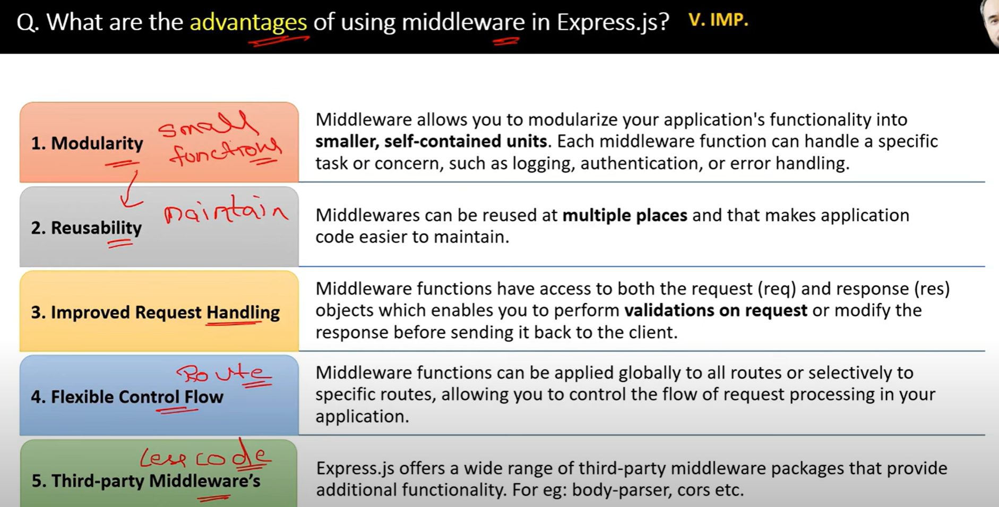 Q. What are the advantages of using middleware in Express.js? V. IMP.
1. Modularity
small
functions
Middleware allows you to modularize your application's functionality into
smaller, self-contained units. Each middleware function can handle a specific
task or concern, such as logging, authentication, or error handling.
2. Reusability
maintain
Middlewares can be reused at multiple places and that makes application
code easier to maintain.
3. Improved Request Handling
Middleware functions have access to both the request (req) and response (res)
objects which enables you to perform validations on request or modify the
response before sending it back to the client.
Route
4. Flexible Control Flow
Middleware functions can be applied globally to all routes or selectively to
specific routes, allowing you to control the flow of request processing in your
application.
Less code
5. Third-party Middleware’s
Express.js offers a wide range of third-party middleware packages that provide
additional functionality. For eg: body-parser, cors etc.